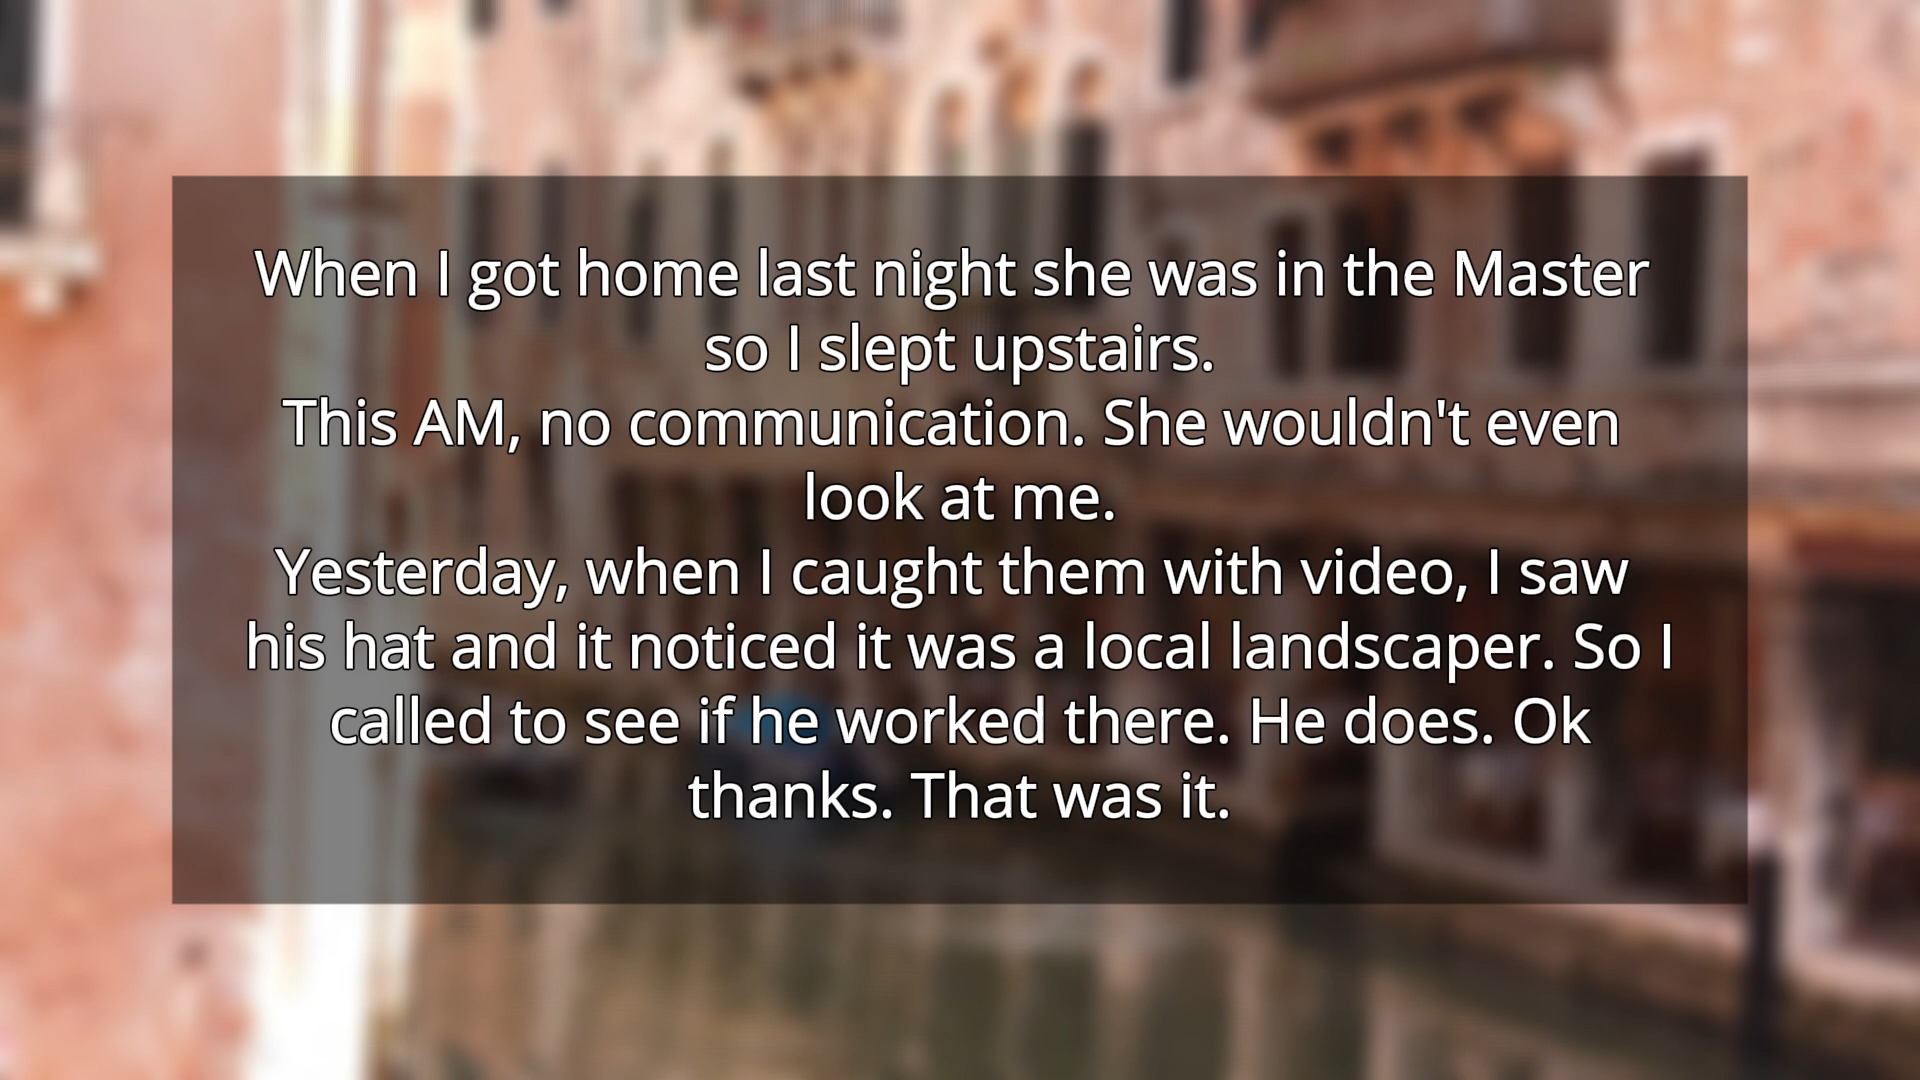 When I got home last night she was in the Master
so I slept upstairs.
This AM, no communication. She wouldn't even
look at me.
Yesterday, when I caught them with video, I saw
his hat and it noticed it was a local landscaper. So I
called to see if he worked there. He does. Ok
thanks. That was it.